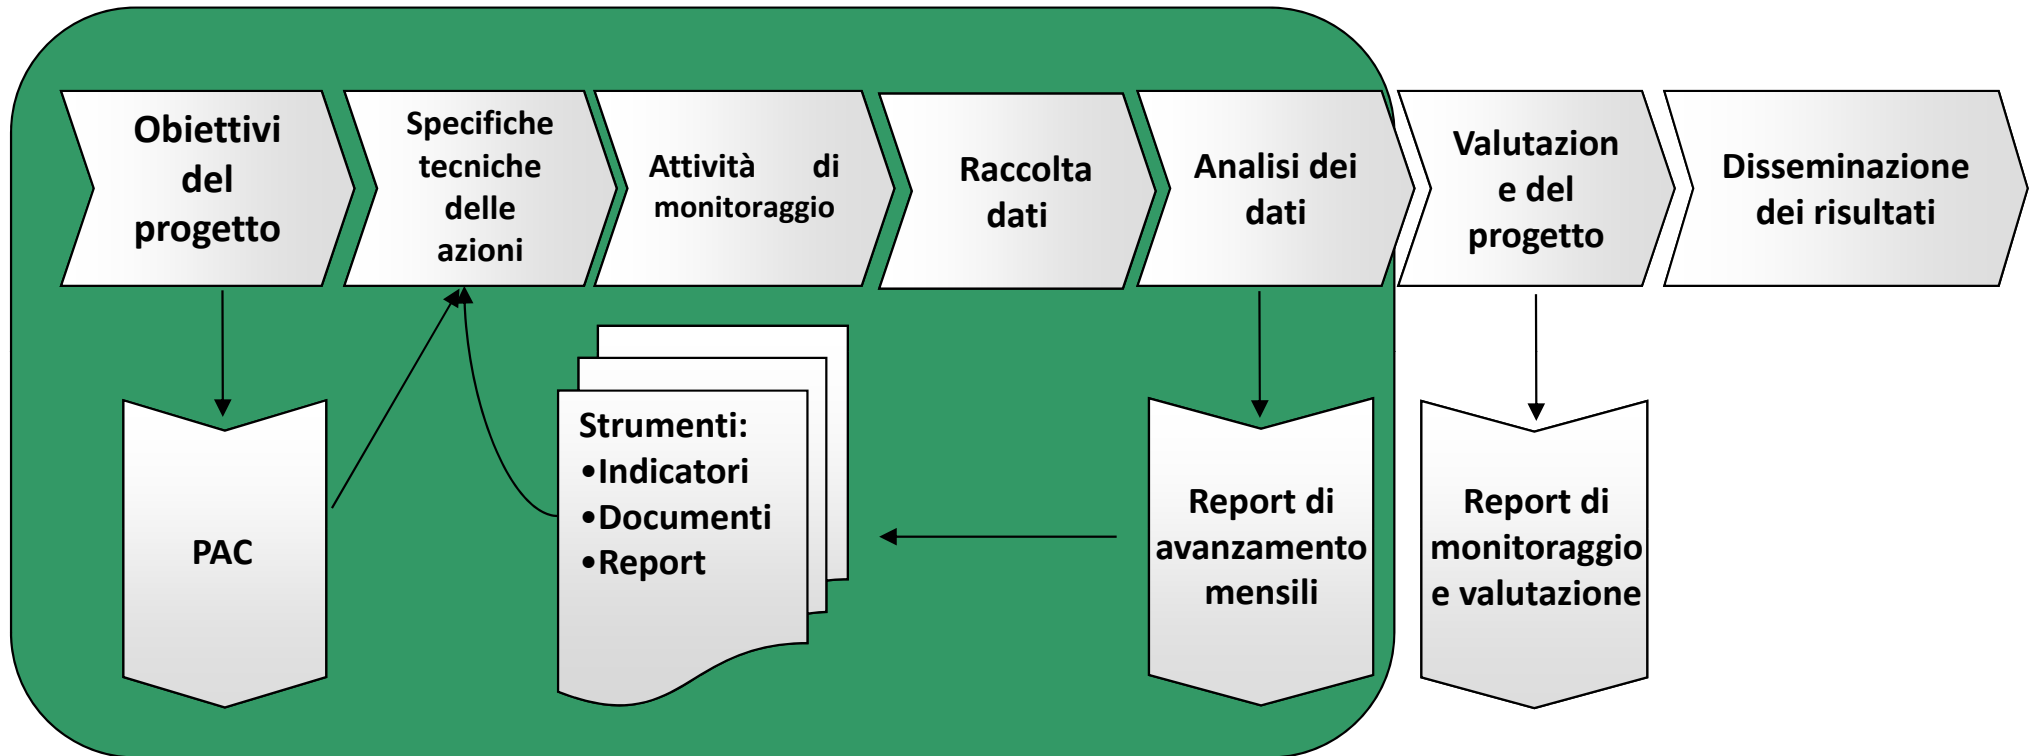 Obiettivi
del
progetto
Specifiche
tecniche
delle
azioni
Attività di
monitoraggio
Raccolta
dati
Analisi dei
dati
Valutazion
e del
progetto
Disseminazione
dei risultati
PAC
Strumenti:
•Indicatori
•Documenti
•Report
Report di
avanzamento
mensili
Report di
monitoraggio
e valutazione